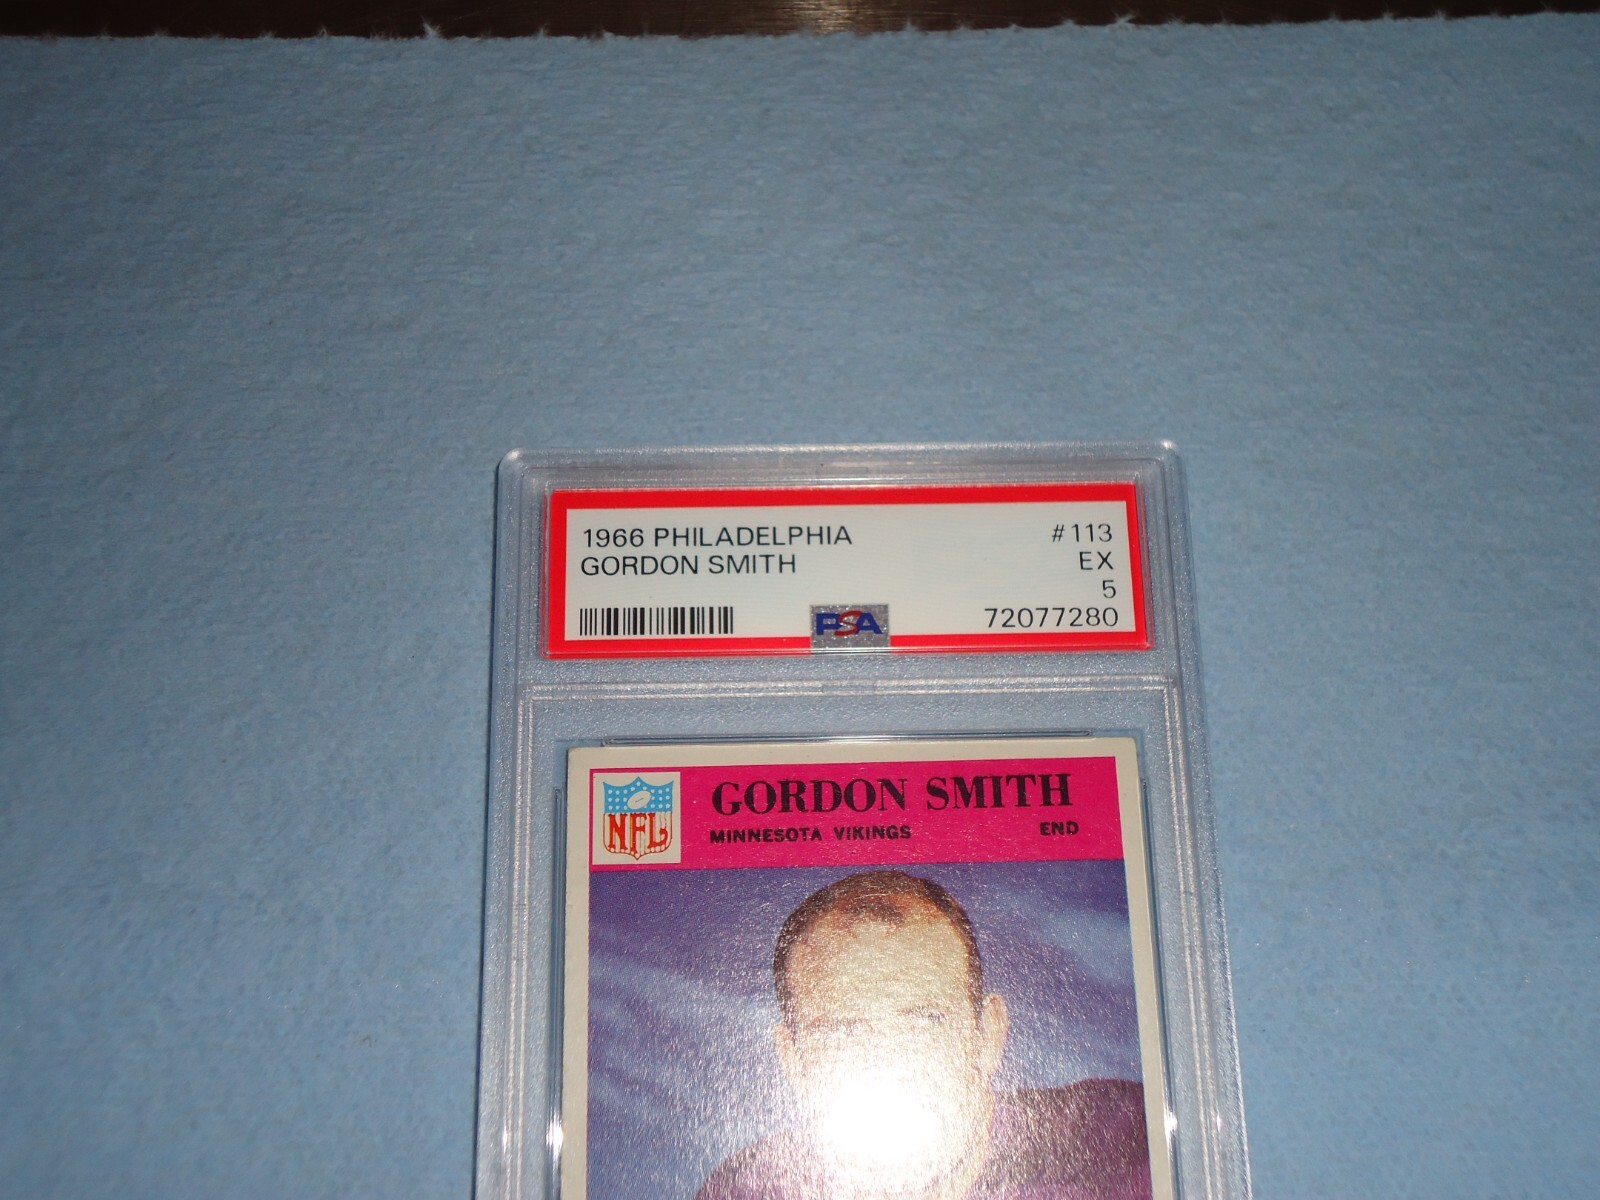 1966 PHILADELPHIA #113
GORDON SMITH EX
5
PSA 72077280
NFL
GORDON SMITH
MINNESOTA VIKINGS END